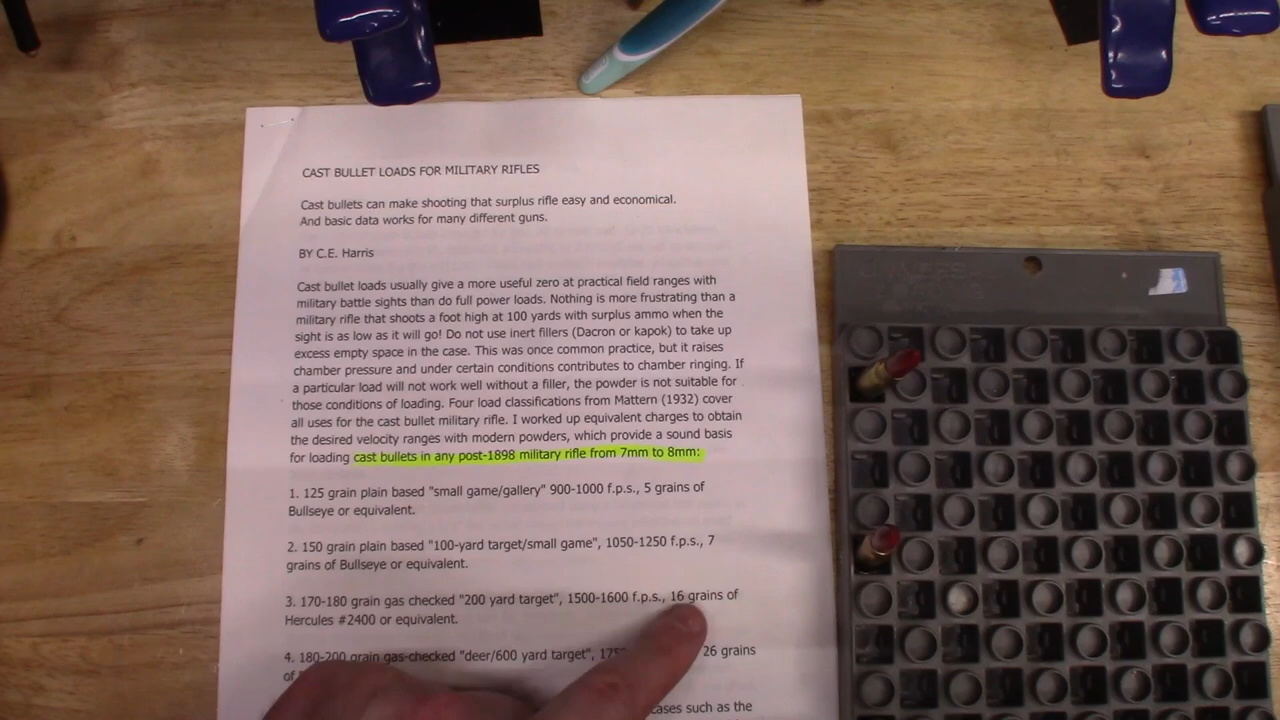 CAST BULLET LOADS FOR MILITARY RIFLES
Cast bullets can make shooting that surplus rifle easy and economical.
And basic data works for many different guns.
BY C.E. Harris
Cast bullet loads usually give a more useful zero at practical field ranges with
military battle sights than do full power loads. Nothing is more frustrating than a
military rifle that shoots a foot high at 100 yards with surplus ammo when the
sight is as low as it will go! Do not use inert fillers (Dacron or kapok) to take up
excess empty space in the case. This was once common practice, but it raises
chamber pressure and under certain conditions contributes to chamber ringing. If
a particular load will not work well without a filler, the powder is not suitable for
those conditions of loading. Four load classifications from Mattern (1932) cover
all uses for the cast bullet military rifle. I worked up equivalent charges to obtain
the desired velocity ranges with modern powders, which provide a sound basis
for loading cast bullets in any post-1898 military rifle from 7mm to 8mm:
1. 125 grain plain based "small game/gallery" 900-1000 f.p.s., 5 grains of
Bullseye or equivalent.
2. 150 grain plain based "100-yard target/small game", 1050-1250 f.p.s., 7
grains of Bullseye or equivalent.
3. 170-180 grain gas checked "200 yard target", 1500-1600 f.p.s., 16 grains of
Hercules #2400 or equivalent.
4. 180-200 grain gas-checked "deer/600 yard target", 26 grains
of
cases such as the